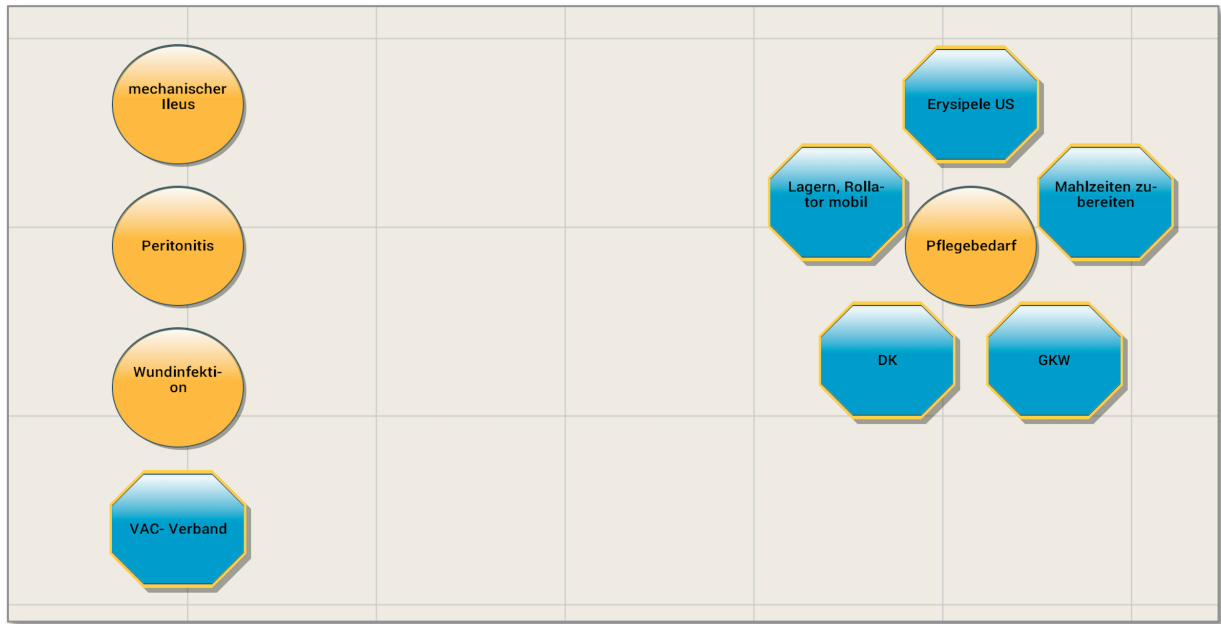 mechanischer
Ileus
Peritonitis
Wundinfekti-
on
VAC- Verband
Erysipele US
Lagern, Rolla-
tor mobil
Mahlzeiten zu-
bereiten
Pflegebedarf
DK
GKW